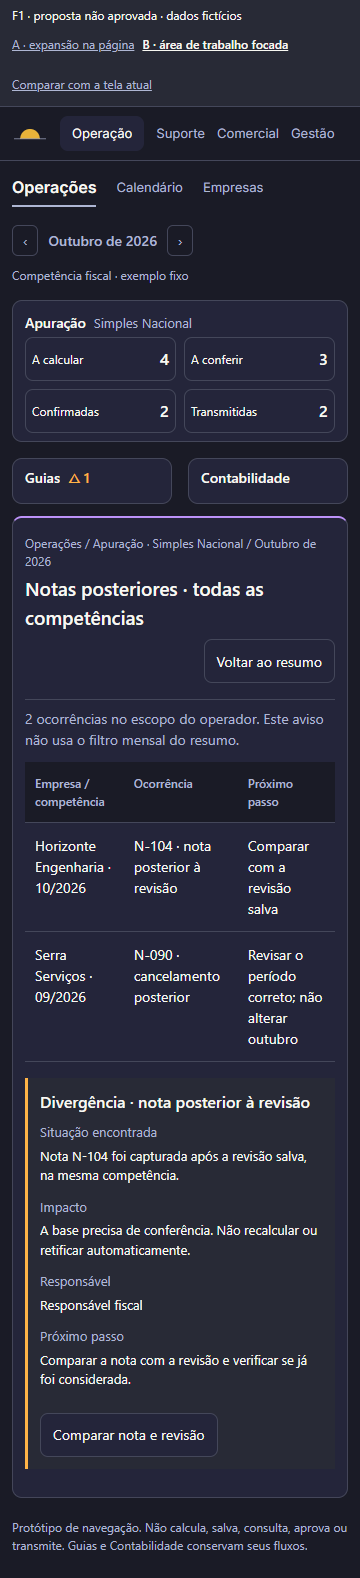 F1 · proposta não aprovada · dados fictícios
A · expansão na página B · área de trabalho focada
Comparar com a tela atual
Operação Suporte Comercial Gestão
Operações Calendário Empresas
‹ Outubro de 2026 ›
Competência fiscal · exemplo fixo
Apuração Simples Nacional
A calcular 4 A conferir 3
Confirmadas 2 Transmitidas 2
Guias △ 1 Contabilidade
Operações / Apuração · Simples Nacional / Outubro de
2026
Notas posteriores · todas as
competências
Voltar ao resumo
2 ocorrências no escopo do operador. Este aviso
não usa o filtro mensal do resumo.
Empresa / Ocorrência Próximo
competência passo
Horizonte N-104 · nota Comparar
Engenharia · posterior à com a
10/2026 revisão revisão
salva
Serra N-090 · Revisar o
Serviços · cancelamento período
09/2026 posterior correto; não
alterar
outubro
Divergência · nota posterior à revisão
Situação encontrada
Nota N-104 foi capturada após a revisão salva,
na mesma competência.
Impacto
A base precisa de conferência. Não recalcular ou
retificar automaticamente.
Responsável
Responsável fiscal
Próximo passo
Comparar a nota com a revisão e verificar se já
foi considerada.
Comparar nota e revisão
Protótipo de navegação. Não calcula, salva, consulta, aprova ou
transmite. Guias e Contabilidade conservam seus fluxos.